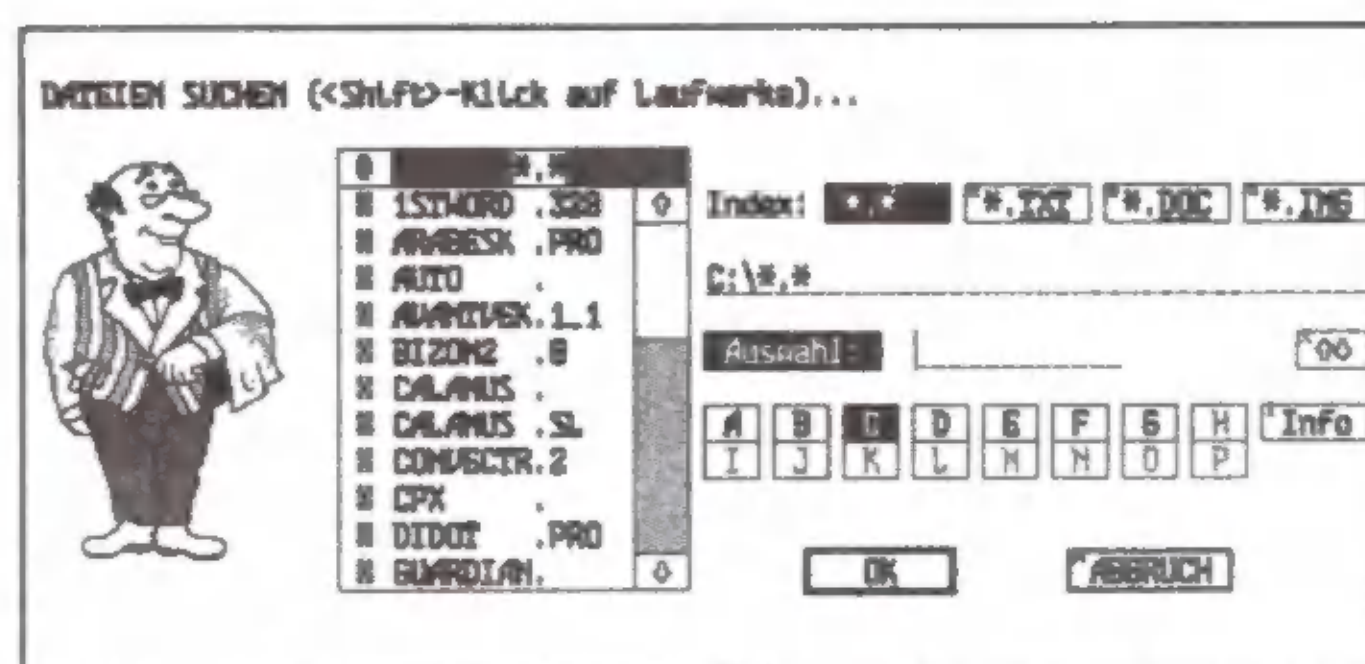 DATEIEN SUCHEN (<Shift>-Klick auf Laufwerke)...
*.*
1STWORD .328
ARABESK .PRO
AUTO .
AVANTVEK.1_1
BIZON2 .0
CALAMUS .
CALAMUS .SL
CONVECTR.2
CPX .
DIDOT .PRO
GUARDIAN.
Index: *.* *.TXT *.DOC *.IMG
C:\*.*
Auswahl:
A B C D E F G H Info
I J K L M N O P
OK ABBRUCH